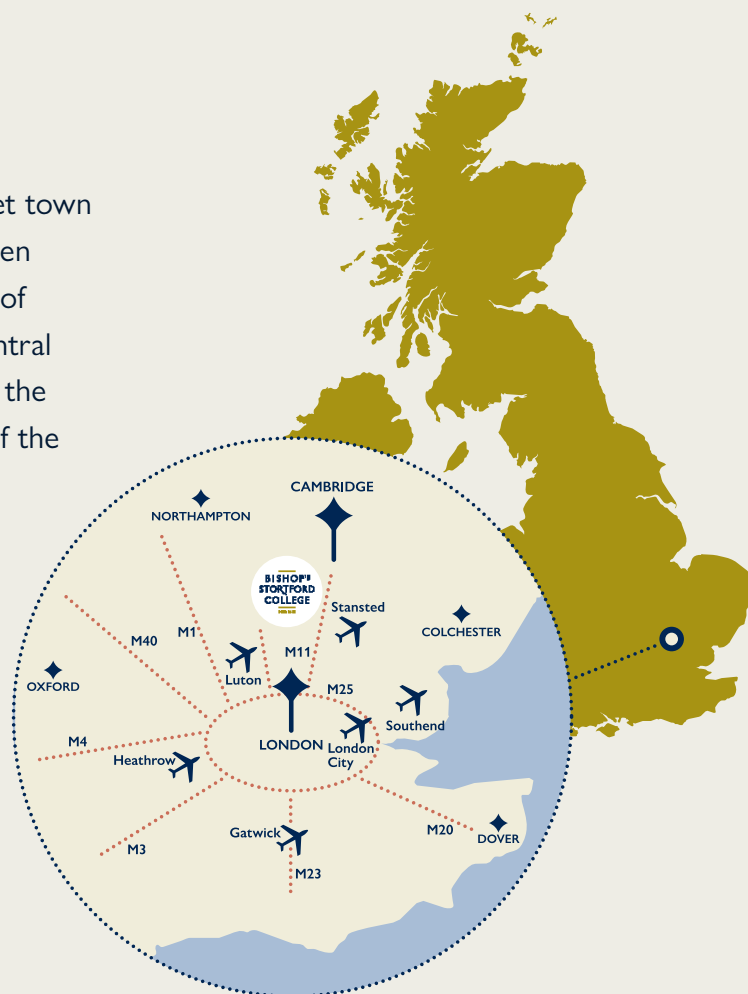 et town
en
of
ntral
the
f the
CAMBRIDGE
NORTHAMPTON
BISHOP'S
STORTFORD
COLLEGE
Stansted
M1
COLCHESTER
M40
M11
Luton
OXFORD
M25
Southend
M4
LONDON
London
City
Heathrow
Gatwick
M20
DOVER
M3
M23